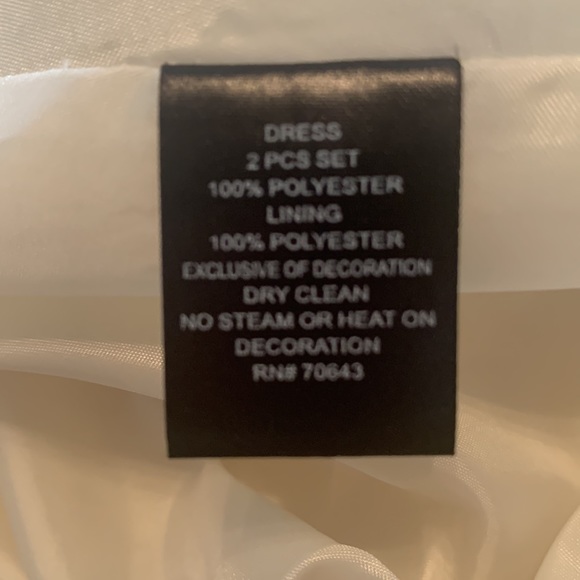 DRESS
2 PCS SET
100% POLYESTER
LINING
100% POLYESTER
EXCLUSIVE OF DECORATION
DRY CLEAN
NO STEAM OR HEAT ON
DECORATION
RN# 70643